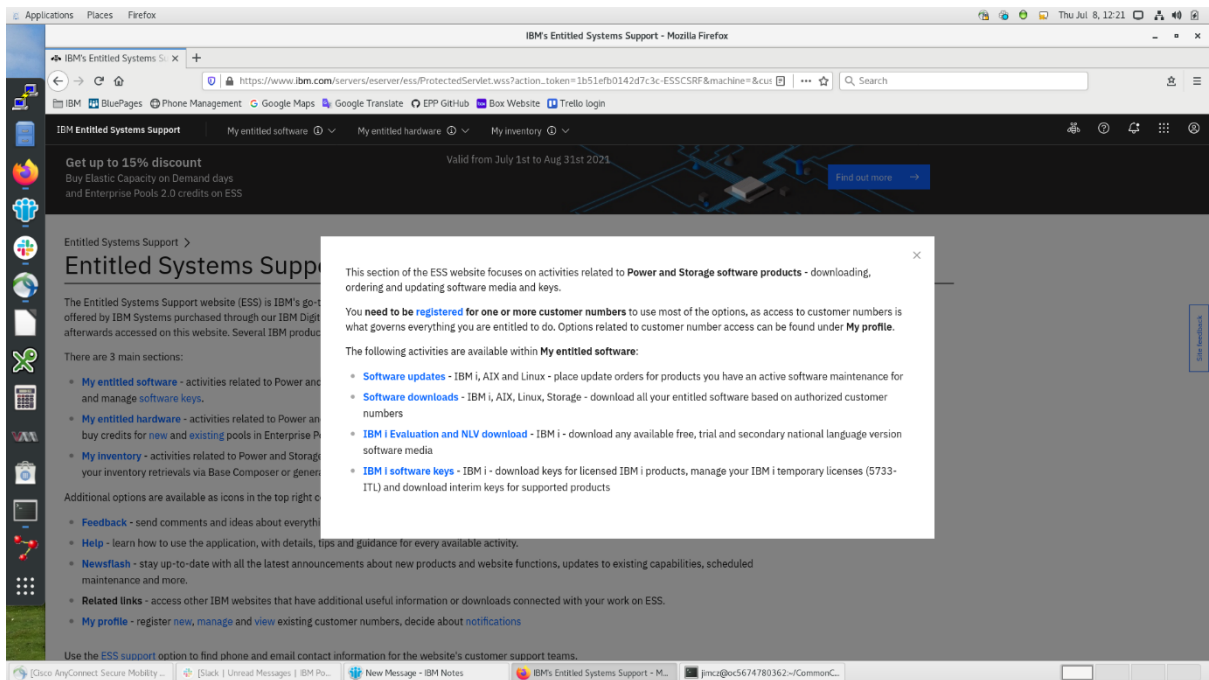 Applications Places Firefox
Thu Jul 8, 12:21
IBM's Entitled Systems Support - Mozilla Firefox
IBM's Entitled Systems Su
https://www.ibm.com/servers/eserver/ess/ProtectedServlet.wss?action_token=1b51efb0142d7c3c-ESSCSRF&machine=&cus
Search
IBM BluePages Phone Management Google Maps Google Translate EPP GitHub Box Website Trello login
IBM Entitled Systems Support My entitled software My entitled hardware My inventory
Get up to 15% discount
Buy Elastic Capacity on Demand days
and Enterprise Pools 2.0 credits on ESS
Valid from July 1st to Aug 31st 2021
Find out more →
Entitled Systems Support >
Entitled Systems Suppo
The Entitled Systems Support website (ESS) is IBM's go-t
offered by IBM Systems purchased through our IBM Digit
afterwards accessed on this website. Several IBM produc
There are 3 main sections:
My entitled software - activities related to Power and
and manage software keys.
My entitled hardware - activities related to Power an
buy credits for new and existing pools in Enterprise P
My inventory - activities related to Power and Storage
your inventory retrievals via Base Composer or genera
Additional options are available as icons in the top right c
Feedback - send comments and ideas about everythi
Help - learn how to use the application, with details, tips and guidance for every available activity.
Newsflash - stay up-to-date with all the latest announcements about new products and website functions, updates to existing capabilities, scheduled
maintenance and more.
Related links - access other IBM websites that have additional useful information or downloads connected with your work on ESS.
My profile - register new, manage and view existing customer numbers, decide about notifications
Use the ESS support option to find phone and email contact information for the website's customer support teams.
This section of the ESS website focuses on activities related to Power and Storage software products - downloading,
ordering and updating software media and keys.
You need to be registered for one or more customer numbers to use most of the options, as access to customer numbers is
what governs everything you are entitled to do. Options related to customer number access can be found under My profile.
The following activities are available within My entitled software:
Software updates - IBM i, AIX and Linux - place update orders for products you have an active software maintenance for
Software downloads - IBM i, AIX, Linux, Storage - download all your entitled software based on authorized customer
numbers
IBM i Evaluation and NLV download - IBM i - download any available free, trial and secondary national language version
software media
IBM i software keys - IBM i - download keys for licensed IBM i products, manage your IBM i temporary licenses (5733-
ITL) and download interim keys for supported products
Site feedback
[Cisco AnyConnect Secure Mobility ... [Slack | Unread Messages | IBM Po... New Message - IBM Notes IBM's Entitled Systems Support - M... jimcz@oc5674780362:~/CommonC...